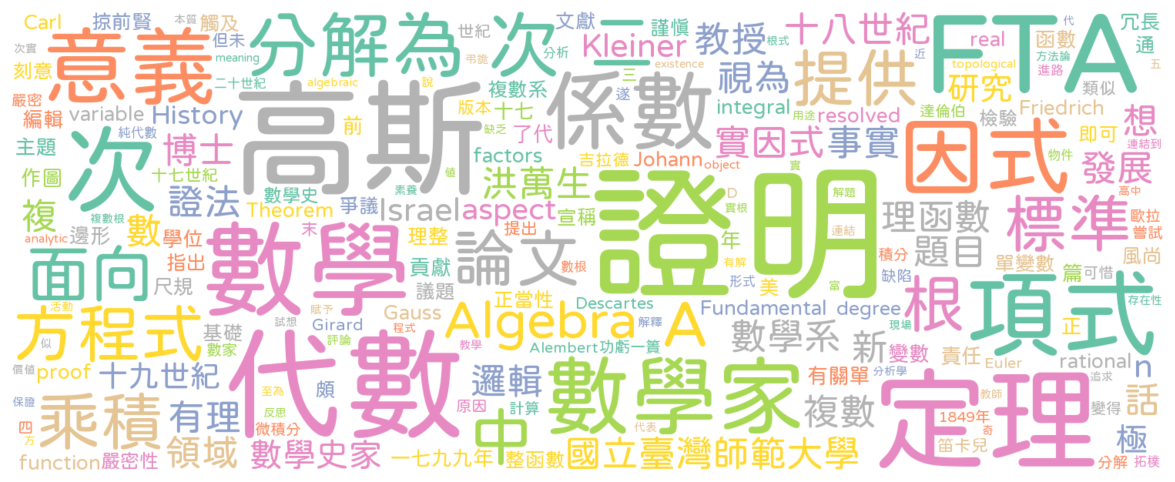 Carl 掠前賢 本質 觸及 分解為 次 世紀 文獻 謹慎 根式 十八世紀 FTA 函數 代 冗長
次實 意義 但未 meaning 分析 二 Kleiner 教授 real 近 方法論 通
刻意 二十世紀 algebraic 說 弔詭 existence 視為 提供 topological 進路 五
嚴密 複數系 三 研究 類似
編輯 variable History 高斯 版本 十七 遂 係數 integral resolved 達倫伯 Friedrich
主題 純代數 前 缺乏 了代 用途 檢驗 即可 想
次 博士 factors 吉拉德 Johann object 實因式 事實 因式 物件 連結到
作圖 十七世紀 數學史 素養 值 洪萬生 D 解題 實 發展
複 複數根 證法 Theorem 爭議 Israel aspect 宣稱 實根 證明 理函數 高中
analytic 邊形 數 學位 末 理整 提出 年 連結 題目 標準 歐拉 嘗試
面向 指出 數學 貢獻 論文 數根 有解 積分 單變數 風尚
尺規 議題 正當性 形式 富 美 缺陷 篇 可惜 根 項式 存在性
活動 賦予 Gauss Descartes Fundamental degree 現場 正
方程式 基礎 試想 Girard 程式 Algebra A 解釋 數學系 新 變數 責任 Euler
似 數家 評論 教學 Alembert 功虧一簣 分析學 rational n
價值 proof 十九世紀 至為 代數 頗 邏輯 數學家 有關單 定理 教師 1849年 追求 話
保證 乘積 有理 反思 原因 計算 中 複數 笛卡兒 變得 極
四 方 領域 微積分 代表 奇
function 嚴密性 數學史家 一七九九年 整函數 國立臺灣師範大學 分解 拓樸